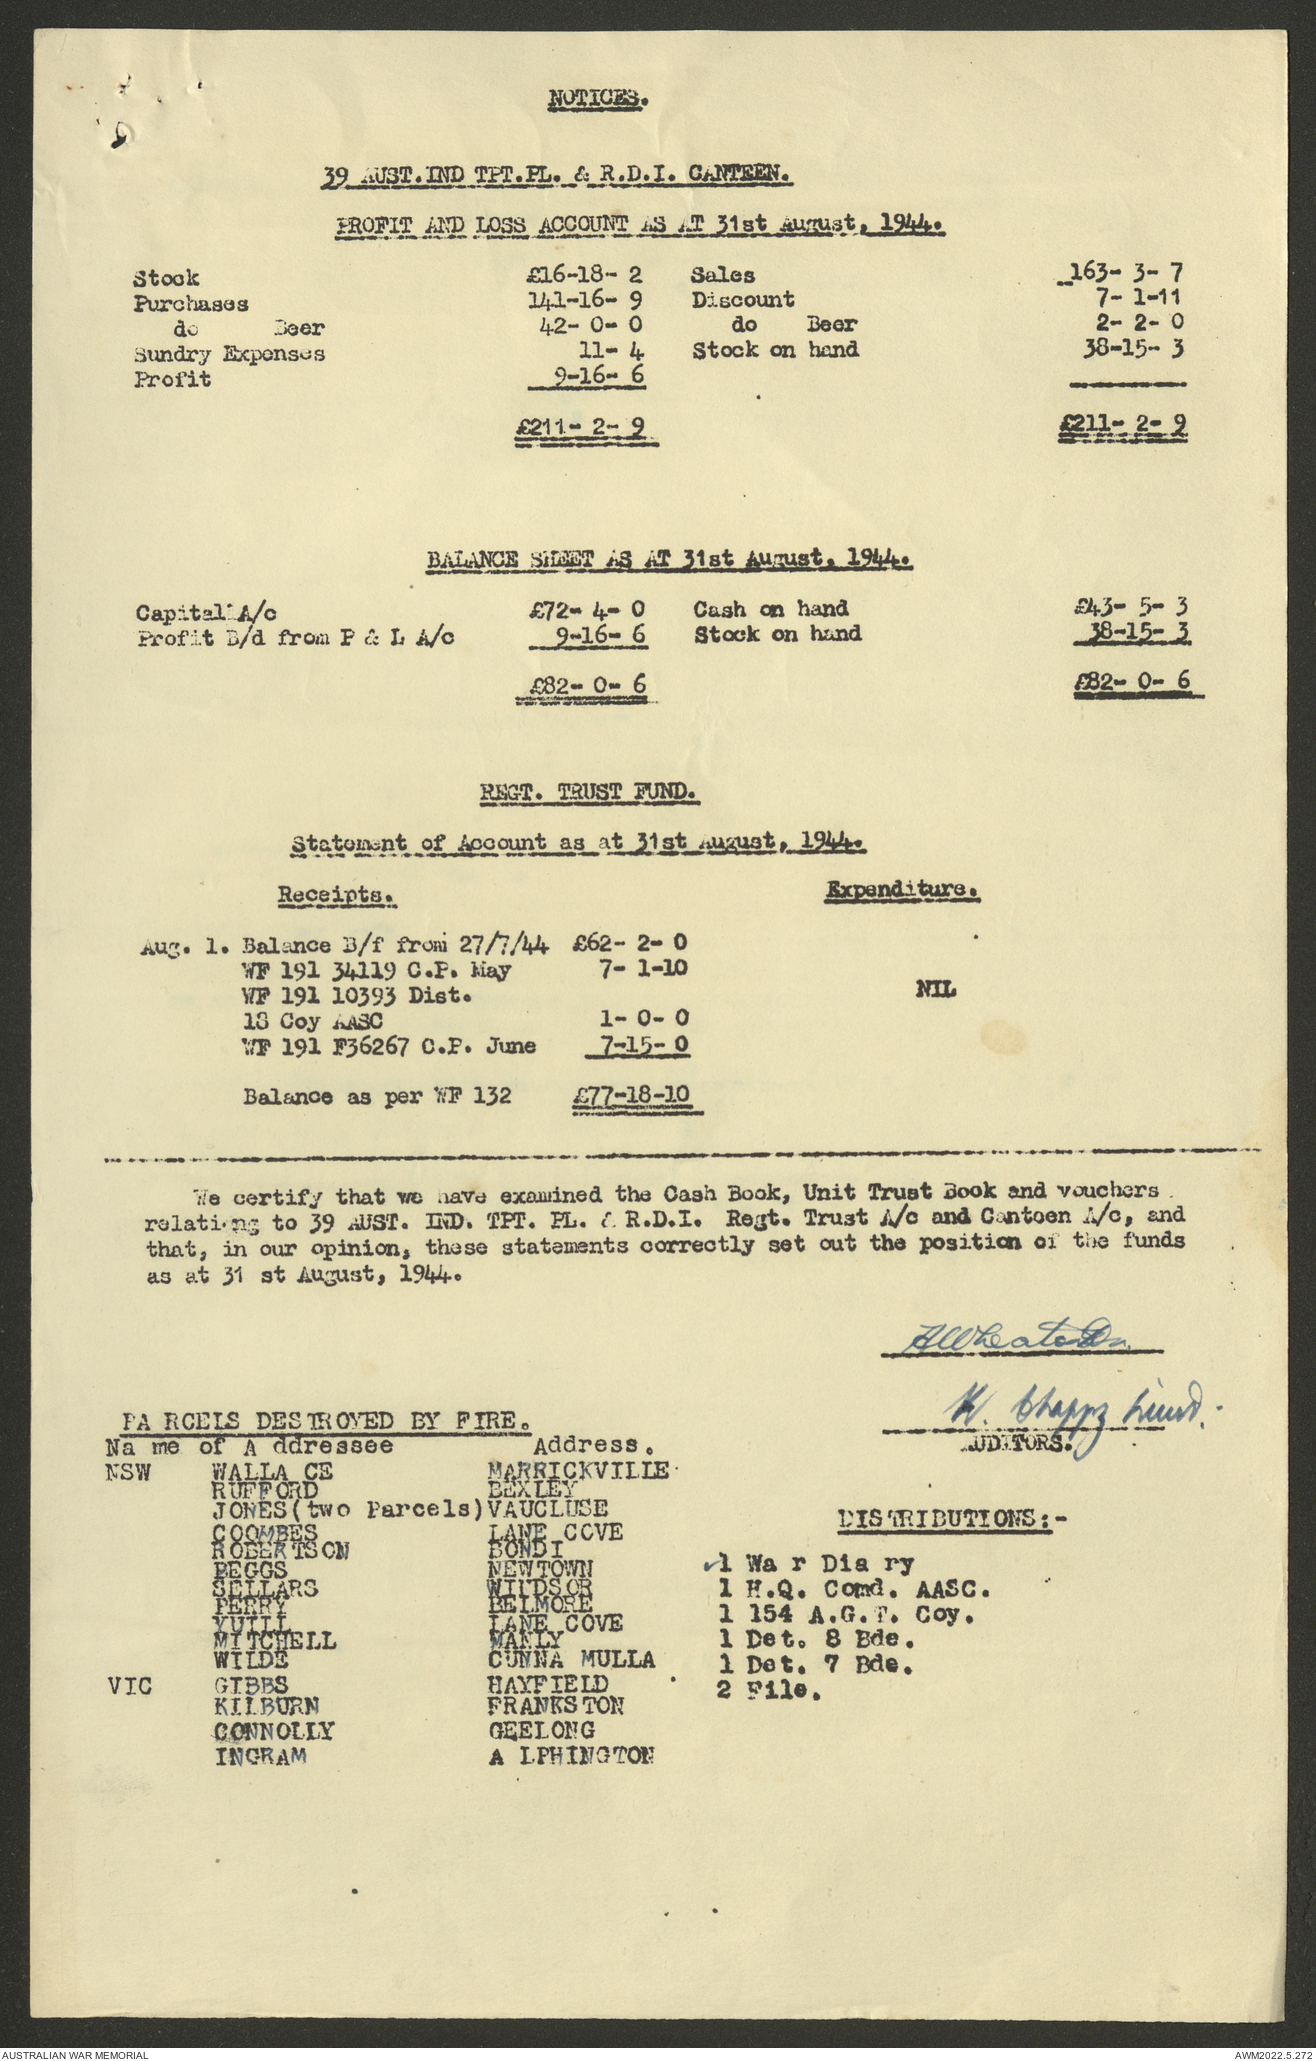 NOTICES.
39 AUST.IND TPT.PL. & R.D.I. CANTEEN.
PROFIT AND LOSS ACCOUNT AS AT 31st August, 1944.
Stock £16-18- 2 Sales 163- 3- 7
Purchases 141-16- 9 Discount 7- 1-11
do Beer 42- 0- 0 do Beer 2- 2- 0
Sundry Expenses 11- 4 Stock on hand 38-15- 3
Profit 9-16- 6
£211- 2- 9 £211- 2- 9
BALANCE SHEET AS AT 31st August, 1944.
Capital A/c £72- 4- 0 Cash on hand £43- 5- 3
Profit B/d from P & L A/c 9-16- 6 Stock on hand 38-15- 3
£82- 0- 6 £82- 0- 6
REGT. TRUST FUND.
Statement of Account as at 31st August, 1944.
Receipts. Expenditure.
Aug. 1. Balance B/f from 27/7/44 £62- 2- 0
WF 191 34119 C.P. May 7- 1-10
WF 191 10393 Dist. NIL
18 Coy AASC 1- 0- 0
WF 191 F36267 C.P. June 7-15- 0
Balance as per WF 132 £77-18-10
We certify that we have examined the Cash Book, Unit Trust Book and vouchers
relating to 39 AUST. IND. TPT. PL. & R.D.I. Regt. Trust A/c and Canteen A/c, and
that, in our opinion, these statements correctly set out the position of the funds
as at 31 st August, 1944.
AUDITORS.
PA RCELS DESTROYED BY FIRE.
Na me of A ddressee Address.
NSW WALLA CE MARRICKVILLE
RUFFORD BEXLEY
JONES(two Parcels) VAUCLUSE
COOMBES LANE COVE
ROBERTSON BONDI
BEGGS NEWTOWN
SELLARS WINDSOR
PERRY BELMORE
YUILL LANE COVE
MITCHELL MANLY
WILDE CUNNA MULLA
VIC GIBBS HAYFIELD
KILBURN FRANKSTON
CONNOLLY GEELONG
INGRAM A LPHINGTON
DISTRIBUTIONS:-
1 Wa r Dia ry
1 H.Q. Comd. AASC.
1 154 A.G.T. Coy.
1 Det. 8 Bde.
1 Det. 7 Bde.
2 File.
AUSTRALIAN WAR MEMORIAL AWM2022.5.272